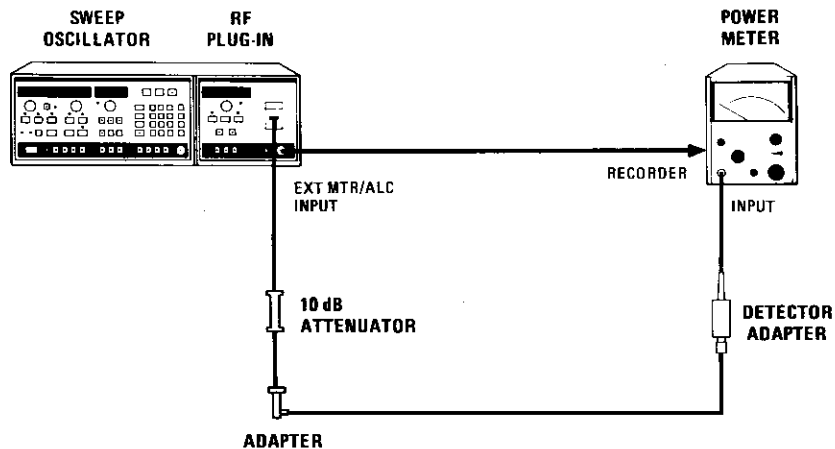 SWEEP
OSCILLATOR
RF
PLUG-IN
POWER
METER
EXT MTR/ALC
INPUT
RECORDER
INPUT
10 dB
ATTENUATOR
DETECTOR
ADAPTER
ADAPTER